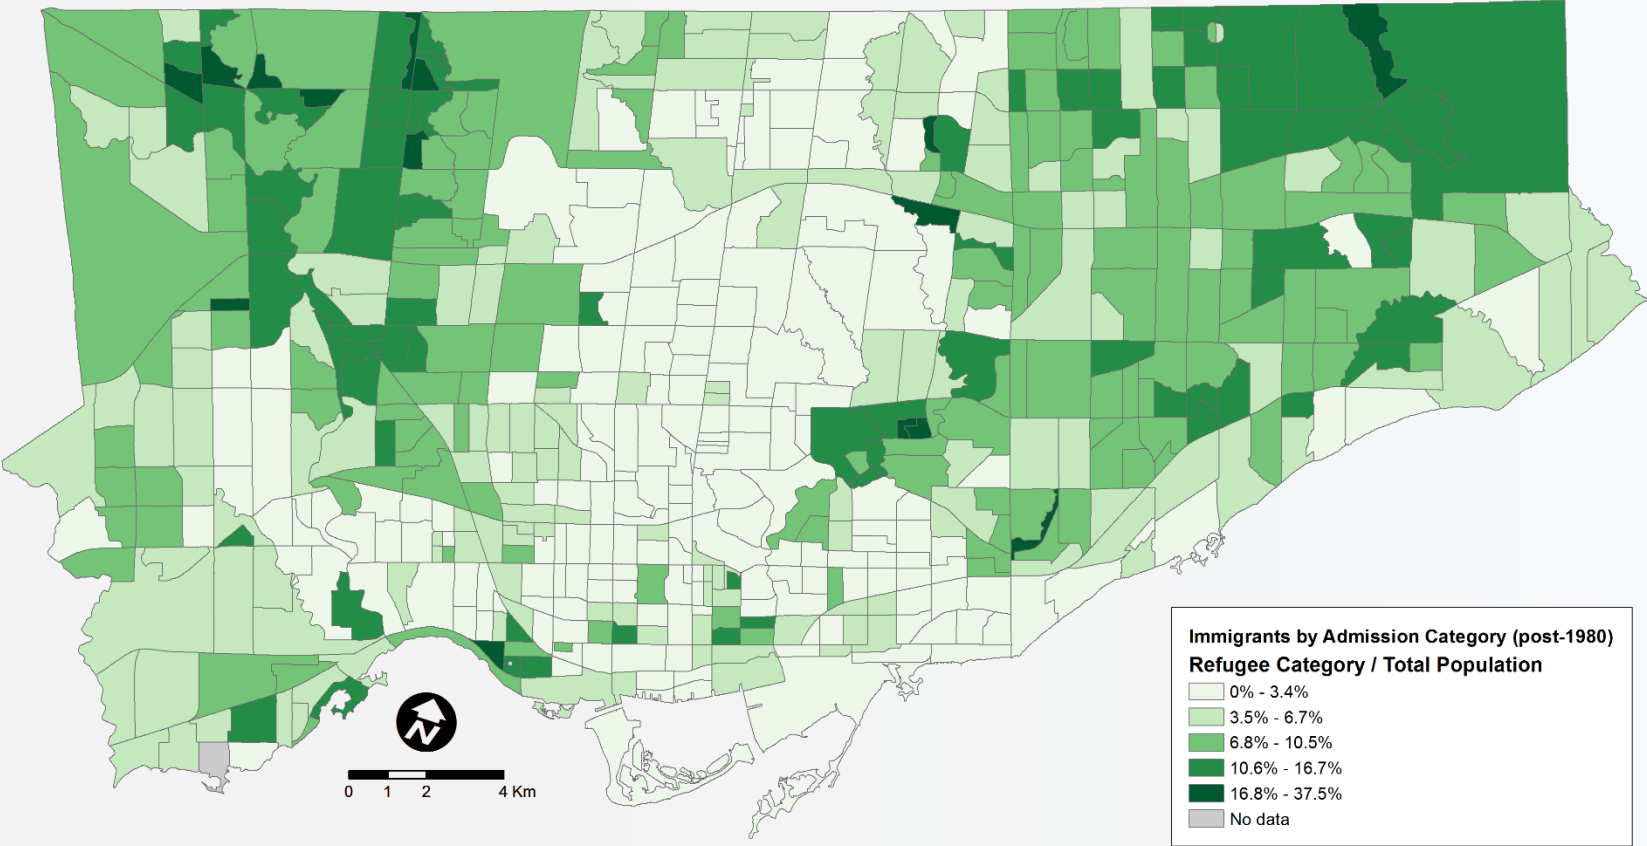 N
0 1 2 4 Km
Immigrants by Admission Category (post-1980)
Refugee Category / Total Population
0% - 3.4%
3.5% - 6.7%
6.8% - 10.5%
10.6% - 16.7%
16.8% - 37.5%
No data